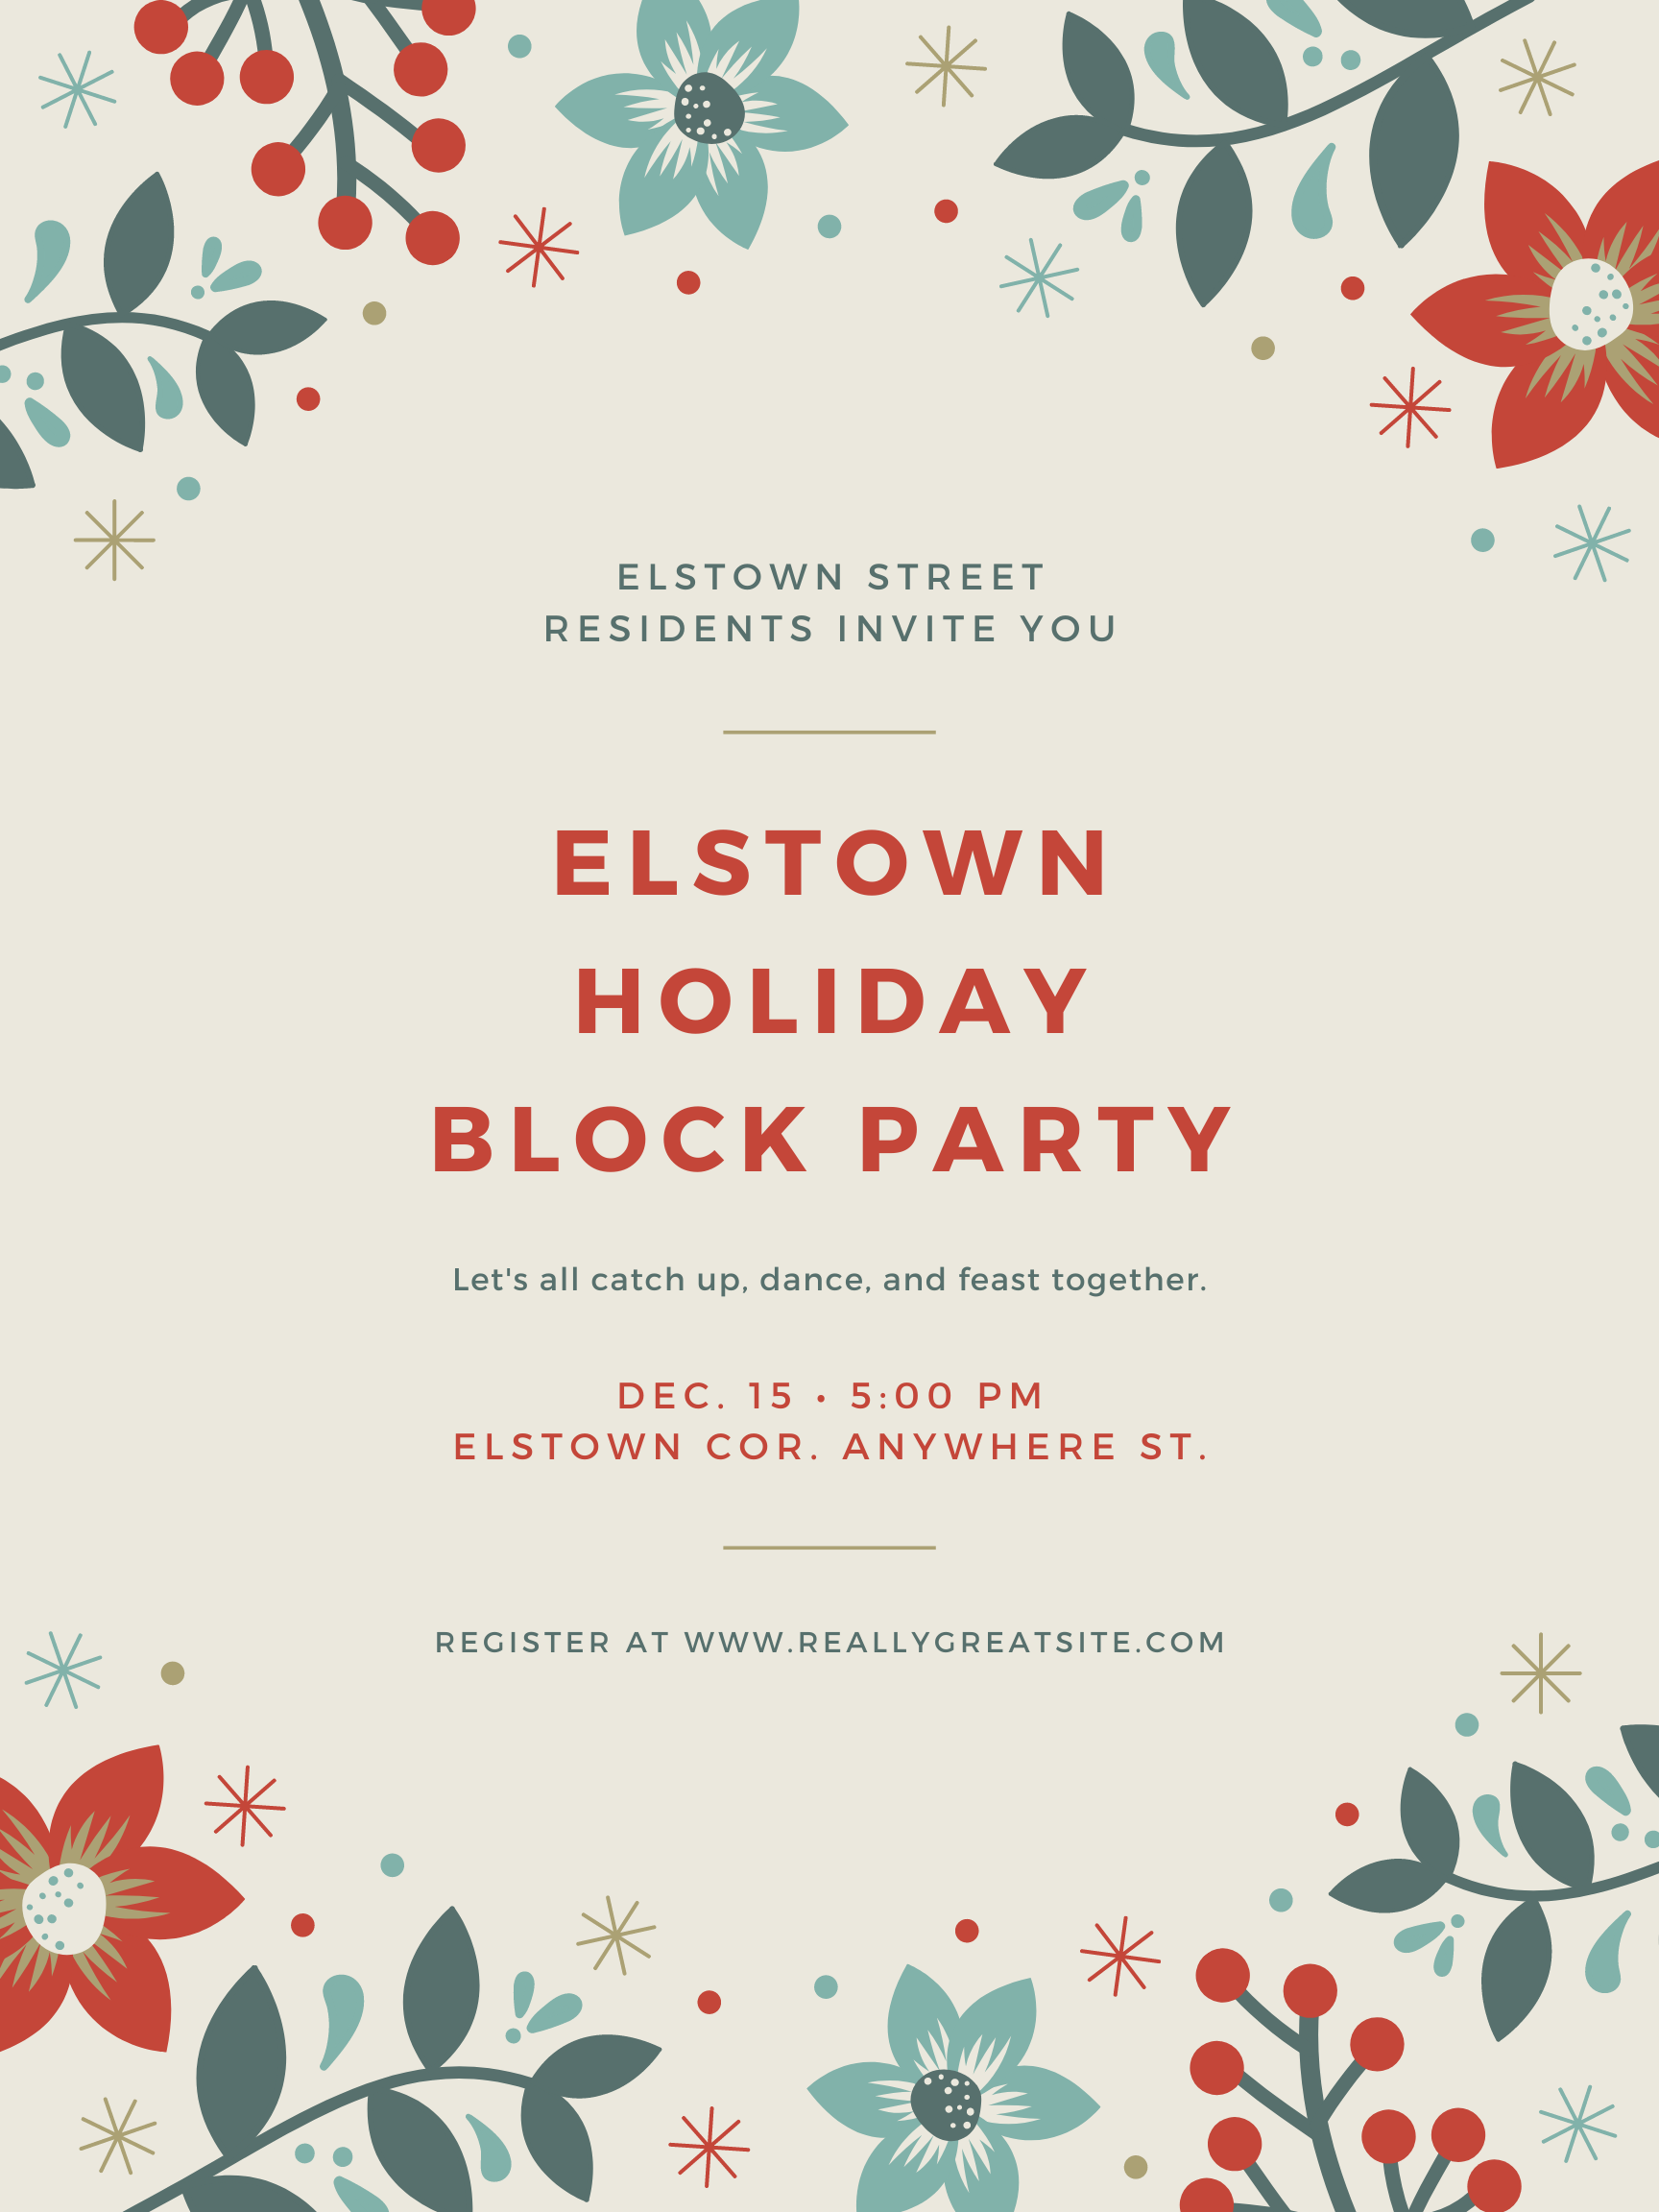 ELSTOWN STREET
RESIDENTS INVITE YOU
ELSTOWN
HOLIDAY
BLOCK PARTY
Let's all catch up, dance, and feast together.
DEC. 15 • 5:00 PM
ELSTOWN COR. ANYWHERE ST.
REGISTER AT WWW.REALLYGREATSITE.COM